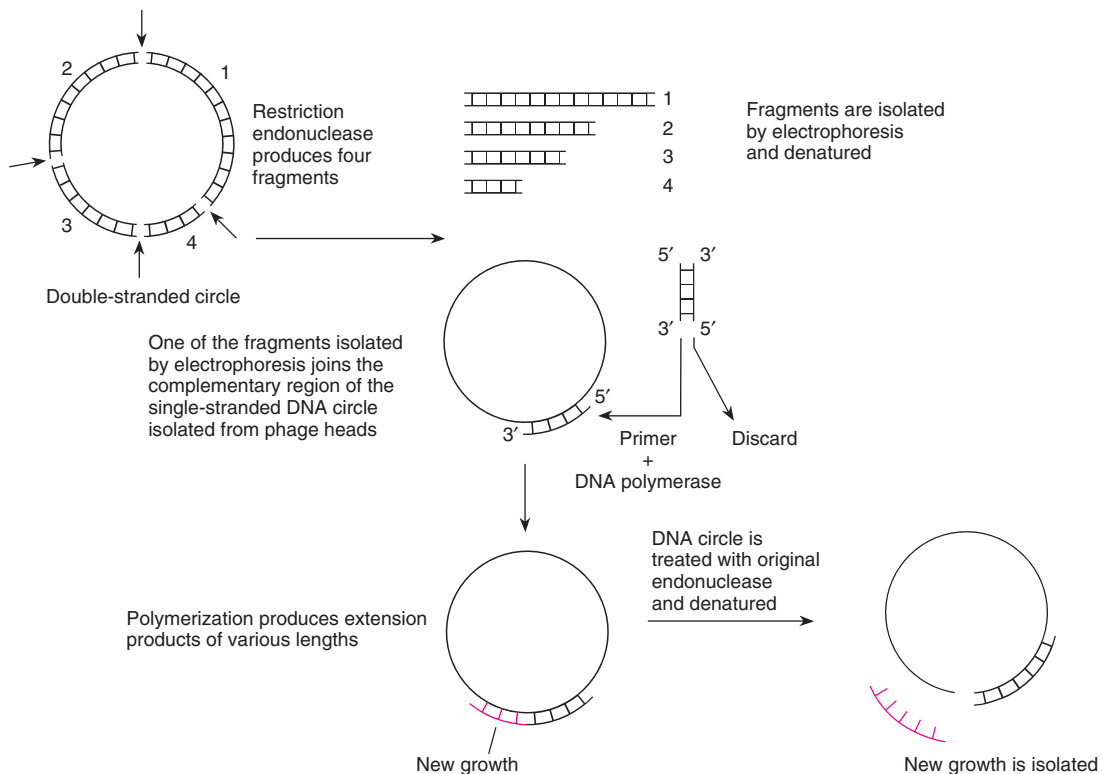 2
1
3
4
Restriction
endonuclease
produces four
fragments
Double-stranded circle
1
2
3
4
Fragments are isolated
by electrophoresis
and denatured
One of the fragments isolated
by electrophoresis joins the
complementary region of the
single-stranded DNA circle
isolated from phage heads
5′ 3′
3′ 5′
5′
3′
Primer
+
DNA polymerase
Discard
Polymerization produces extension
products of various lengths
New growth
DNA circle is
treated with original
endonuclease
and denatured
New growth is isolated